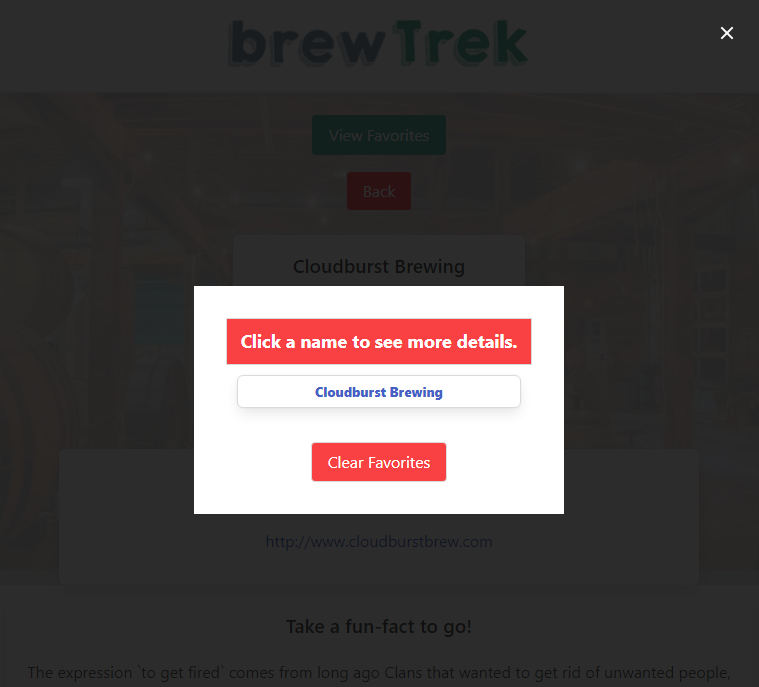 brewTrek
×
View Favorites
Back
Cloudburst Brewing
Click a name to see more details.
Cloudburst Brewing
Clear Favorites
http://www.cloudburstbrew.com
Take a fun-fact to go!
The expression `to get fired` comes from long ago Clans that wanted to get rid of unwanted people,